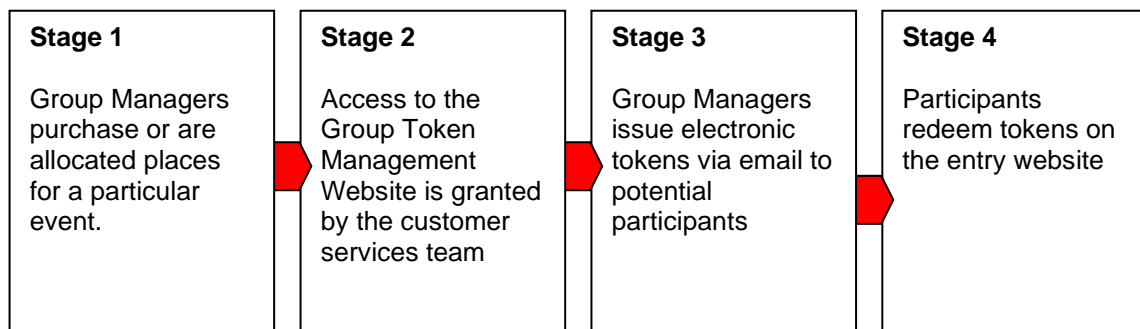 Stage 1
Group Managers
purchase or are
allocated places
for a particular
event.
Stage 2
Access to the
Group Token
Management
Website is granted
by the customer
services team
Stage 3
Group Managers
issue electronic
tokens via email to
potential
participants
Stage 4
Participants
redeem tokens on
the entry website